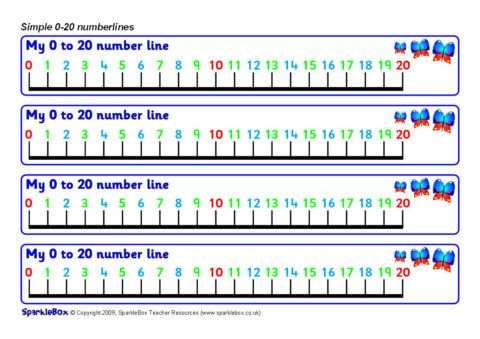 Simple 0-20 numberlines
My 0 to 20 number line
0 1 2 3 4 5 6 7 8 9 10 11 12 13 14 15 16 17 18 19 20
My 0 to 20 number line
0 1 2 3 4 5 6 7 8 9 10 11 12 13 14 15 16 17 18 19 20
My 0 to 20 number line
0 1 2 3 4 5 6 7 8 9 10 11 12 13 14 15 16 17 18 19 20
My 0 to 20 number line
0 1 2 3 4 5 6 7 8 9 10 11 12 13 14 15 16 17 18 19 20
SparkleBox © Copyright 2009, SparkleBox Teacher Resources (www.sparklebox.co.uk)